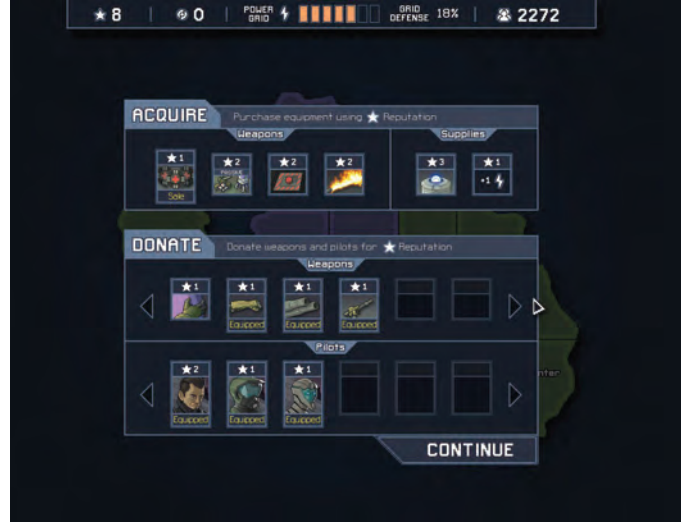 ★ 8 | 0 | POWER GRID GRID DEFENSE 18% | 2272
ACQUIRE Purchase equipment using ★ Reputation
Weapons Supplies
★1 ★2 ★2 ★2 ★3 ★1
+1
Sale
DONATE Donate weapons and pilots for ★ Reputation
Weapons
★1 ★1 ★1 ★1
Equipped Equipped Equipped
Pilots
★2 ★1 ★1
Equipped Equipped Equipped
CONTINUE